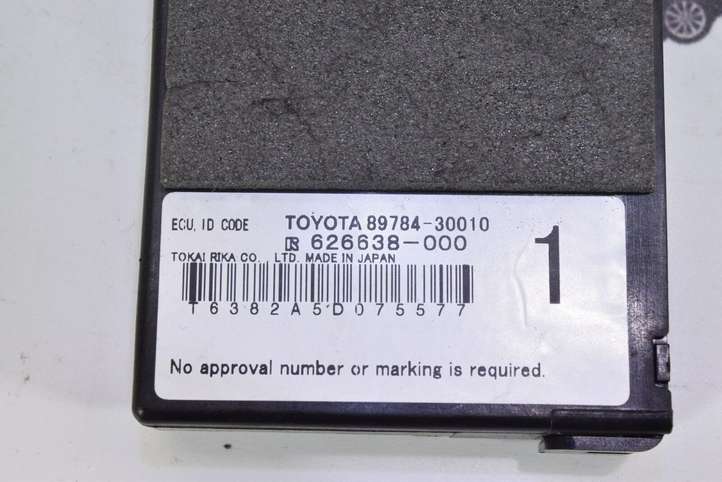 ECU, ID CODE TOYOTA 89784-30010
R 626638-000
TOKAI RIKA CO., LTD. MADE IN JAPAN
1
T6382A5D075577
No approval number or marking is required.